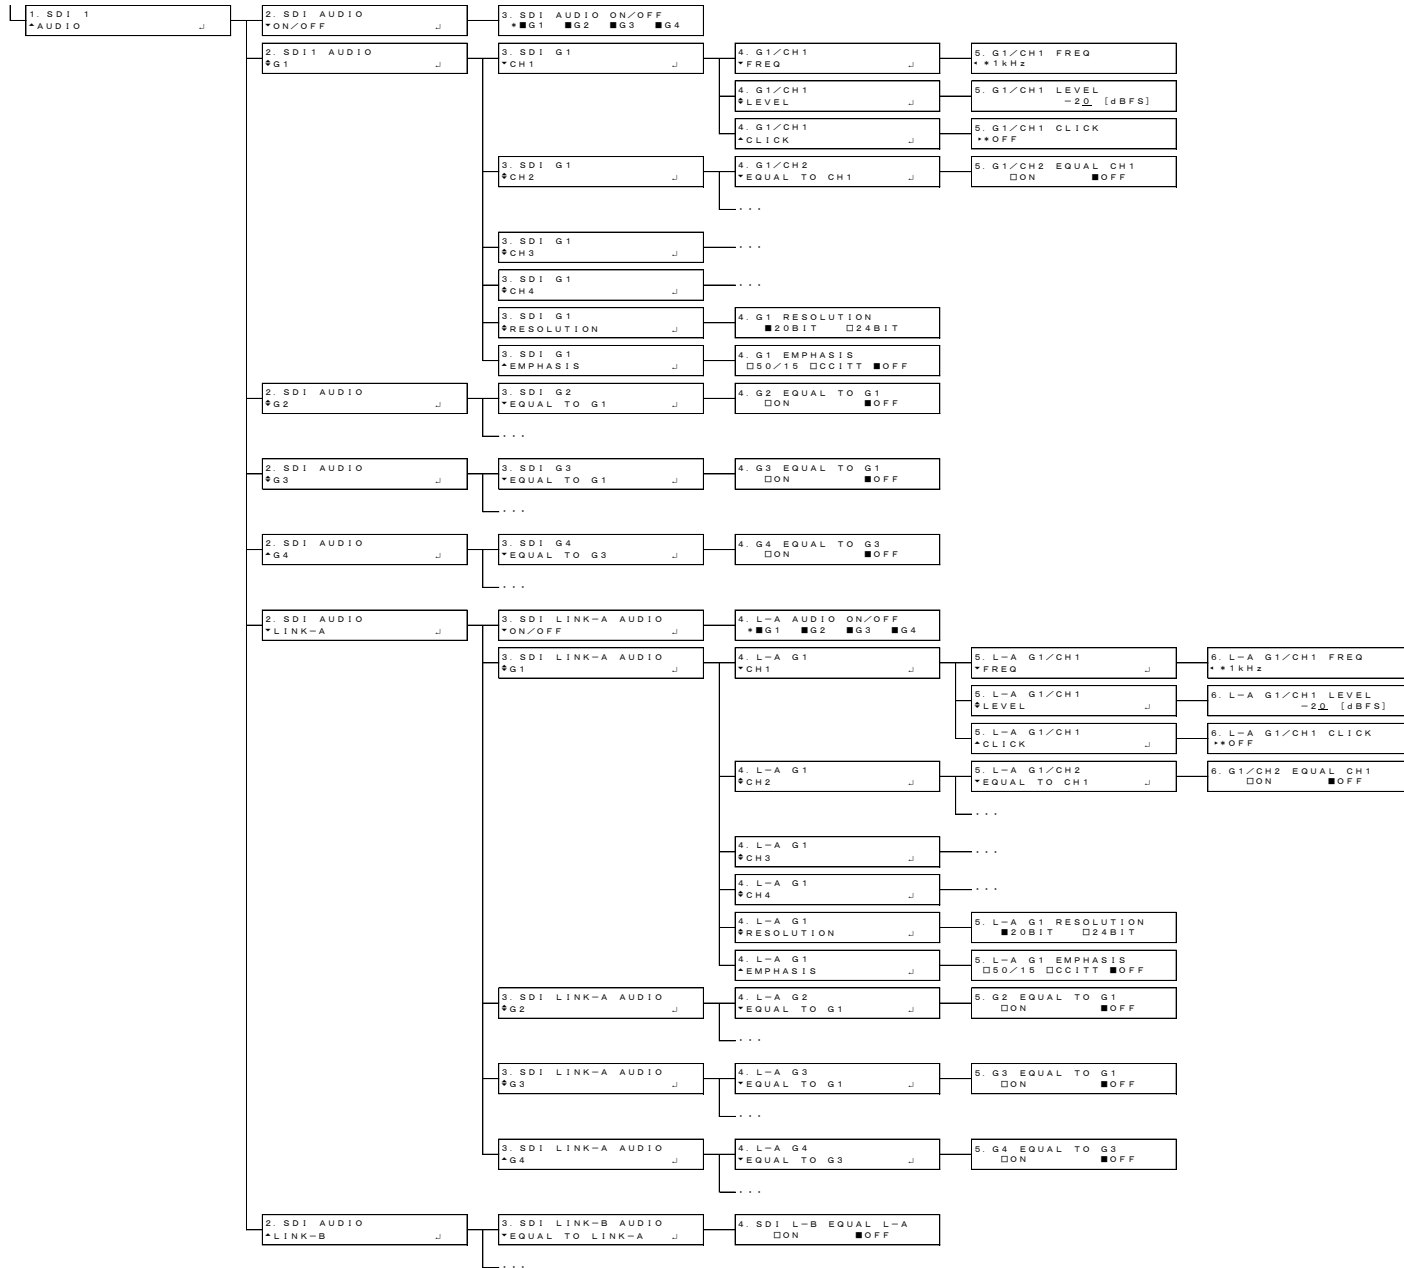 1. SDI 1
▲AUDIO ↵
2. SDI AUDIO
▼ON/OFF ↵
3. SDI AUDIO ON/OFF
*■G1 ■G2 ■G3 ■G4
2. SDI1 AUDIO
◆G1 ↵
3. SDI G1
▼CH1 ↵
4. G1/CH1
▼FREQ ↵
5. G1/CH1 FREQ
◂ *1kHz
4. G1/CH1
◆LEVEL ↵
5. G1/CH1 LEVEL
-20 [dBFS]
4. G1/CH1
▲CLICK ↵
5. G1/CH1 CLICK
▸*OFF
3. SDI G1
◆CH2 ↵
4. G1/CH2
▼EQUAL TO CH1 ↵
5. G1/CH2 EQUAL CH1
□ON ■OFF
...
3. SDI G1
◆CH3 ↵
...
3. SDI G1
◆CH4 ↵
...
3. SDI G1
◆RESOLUTION ↵
4. G1 RESOLUTION
■20BIT □24BIT
3. SDI G1
▲EMPHASIS ↵
4. G1 EMPHASIS
□50/15 □CCITT ■OFF
2. SDI AUDIO
◆G2 ↵
3. SDI G2
▼EQUAL TO G1 ↵
4. G2 EQUAL TO G1
□ON ■OFF
...
2. SDI AUDIO
◆G3 ↵
3. SDI G3
▼EQUAL TO G1 ↵
4. G3 EQUAL TO G1
□ON ■OFF
...
2. SDI AUDIO
▲G4 ↵
3. SDI G4
▼EQUAL TO G3 ↵
4. G4 EQUAL TO G3
□ON ■OFF
...
2. SDI AUDIO
▼LINK-A ↵
3. SDI LINK-A AUDIO
▼ON/OFF ↵
4. L-A AUDIO ON/OFF
*■G1 ■G2 ■G3 ■G4
3. SDI LINK-A AUDIO
◆G1 ↵
4. L-A G1
▼CH1 ↵
5. L-A G1/CH1
▼FREQ ↵
6. L-A G1/CH1 FREQ
◂ *1kHz
5. L-A G1/CH1
◆LEVEL ↵
6. L-A G1/CH1 LEVEL
-20 [dBFS]
5. L-A G1/CH1
▲CLICK ↵
6. L-A G1/CH1 CLICK
▸*OFF
4. L-A G1
◆CH2 ↵
5. L-A G1/CH2
▼EQUAL TO CH1 ↵
6. G1/CH2 EQUAL CH1
□ON ■OFF
...
4. L-A G1
◆CH3 ↵
...
4. L-A G1
◆CH4 ↵
...
4. L-A G1
◆RESOLUTION ↵
5. L-A G1 RESOLUTION
■20BIT □24BIT
4. L-A G1
▲EMPHASIS ↵
5. L-A G1 EMPHASIS
□50/15 □CCITT ■OFF
3. SDI LINK-A AUDIO
◆G2 ↵
4. L-A G2
▼EQUAL TO G1 ↵
5. G2 EQUAL TO G1
□ON ■OFF
...
3. SDI LINK-A AUDIO
◆G3 ↵
4. L-A G3
▼EQUAL TO G1 ↵
5. G3 EQUAL TO G1
□ON ■OFF
...
3. SDI LINK-A AUDIO
▲G4 ↵
4. L-A G4
▼EQUAL TO G3 ↵
5. G4 EQUAL TO G3
□ON ■OFF
...
2. SDI AUDIO
▲LINK-B ↵
3. SDI LINK-B AUDIO
▼EQUAL TO LINK-A ↵
4. SDI L-B EQUAL L-A
□ON ■OFF
...